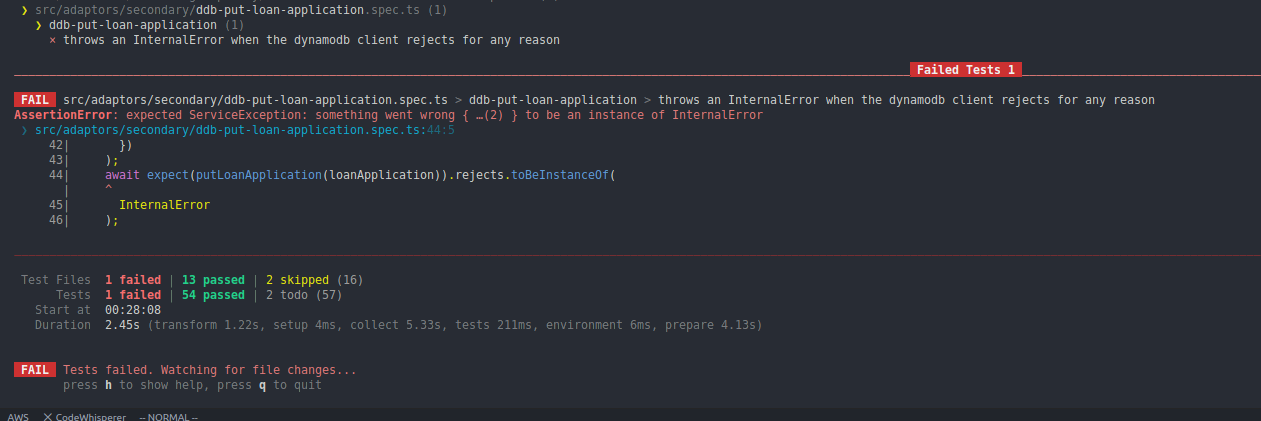 ❯ src/adaptors/secondary/ddb-put-loan-application.spec.ts (1)
❯ ddb-put-loan-application (1)
× throws an InternalError when the dynamodb client rejects for any reason
Failed Tests 1
FAIL src/adaptors/secondary/ddb-put-loan-application.spec.ts > ddb-put-loan-application > throws an InternalError when the dynamodb client rejects for any reason
AssertionError: expected ServiceException: something went wrong { …(2) } to be an instance of InternalError
❯ src/adaptors/secondary/ddb-put-loan-application.spec.ts:44:5
42| })
43| );
44| await expect(putLoanApplication(loanApplication)).rejects.toBeInstanceOf(
| ^
45| InternalError
46| );
Test Files 1 failed | 13 passed | 2 skipped (16)
Tests 1 failed | 54 passed | 2 todo (57)
Start at 00:28:08
Duration 2.45s (transform 1.22s, setup 4ms, collect 5.33s, tests 211ms, environment 6ms, prepare 4.13s)
FAIL Tests failed. Watching for file changes...
press h to show help, press q to quit
AWS CodeWhisperer -- NORMAL --